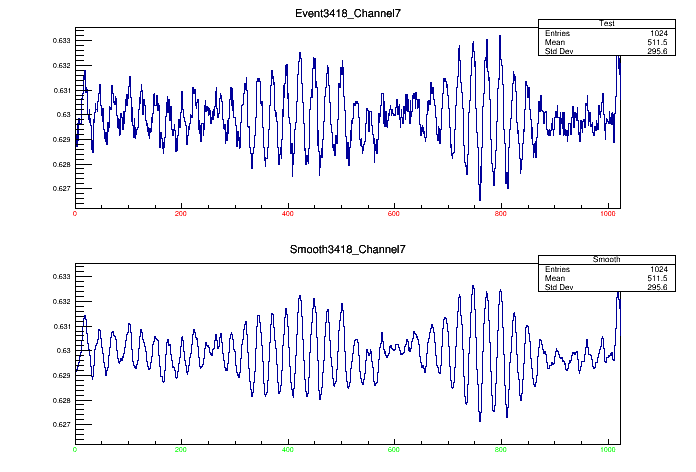 Event3418_Channel7
Test
Entries 1024
Mean 511.5
Std Dev 295.6
0.633
0.632
0.631
0.63
0.629
0.628
0.627
0 200 400 600 800 1000
Smooth3418_Channel7
Smooth
Entries 1024
Mean 511.5
Std Dev 295.6
0.633
0.632
0.631
0.63
0.629
0.628
0.627
0 200 400 600 800 1000